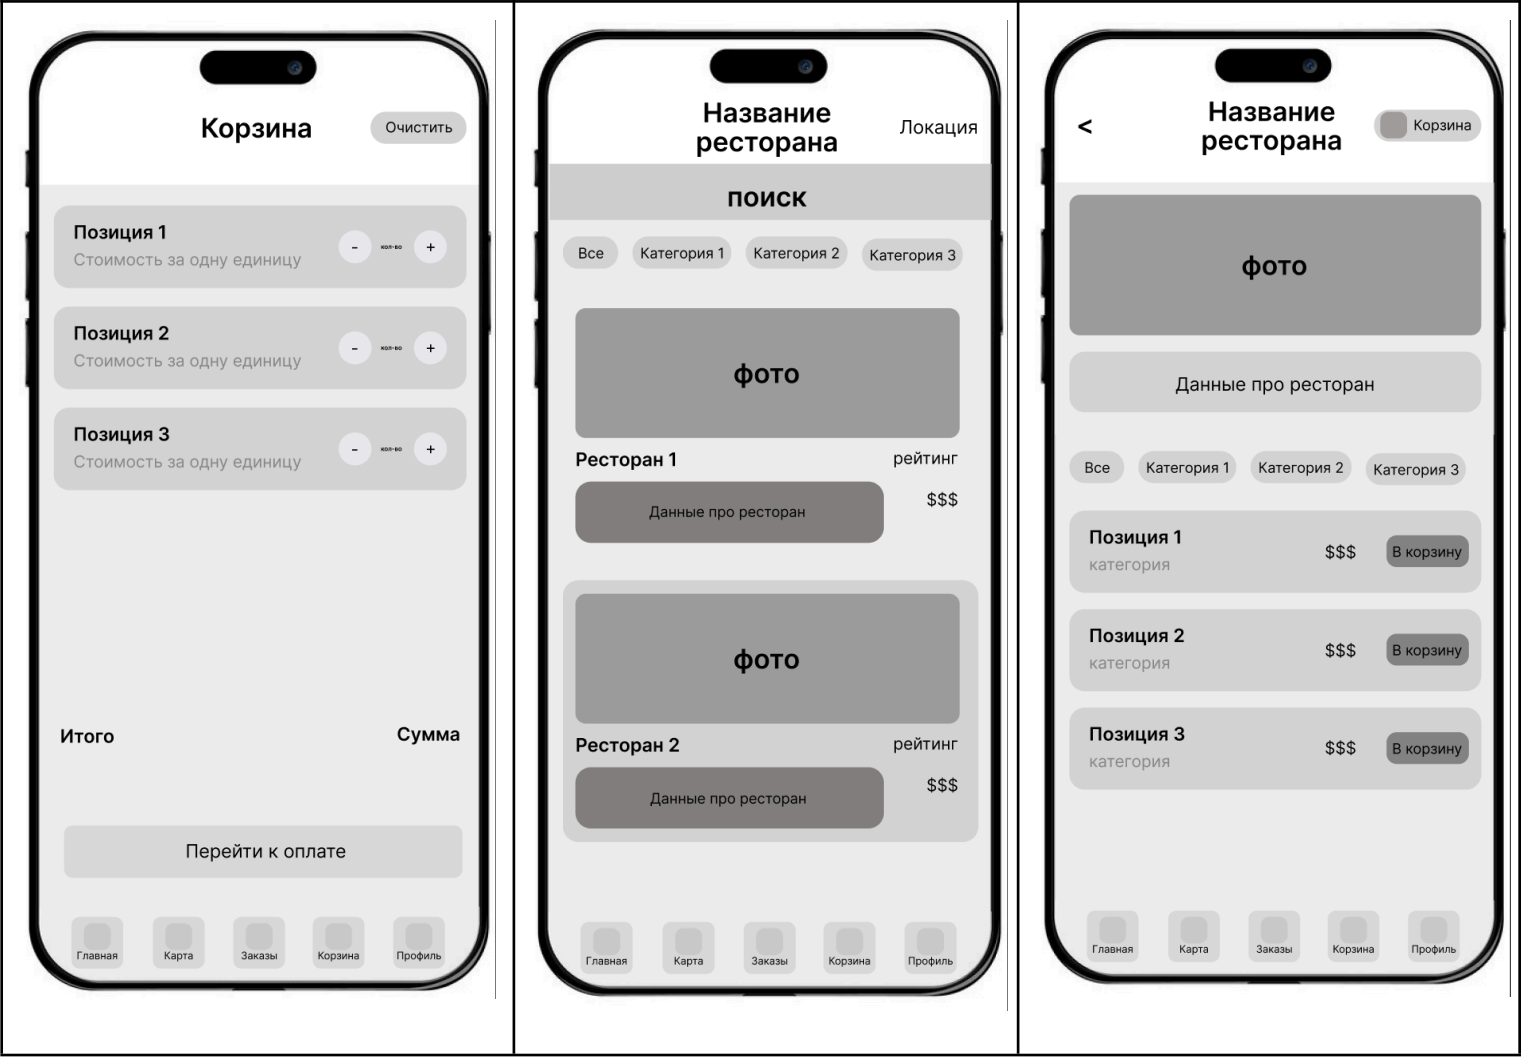 Корзина
Очистить
Позиция 1
Стоимость за одну единицу
- кол-во +
Позиция 2
Стоимость за одну единицу
- кол-во +
Позиция 3
Стоимость за одну единицу
- кол-во +
Итого
Сумма
Перейти к оплате
Главная
Карта
Заказы
Корзина
Профиль
Название
ресторана
Локация
поиск
Все
Категория 1
Категория 2
Категория 3
фото
Ресторан 1
рейтинг
Данные про ресторан
$$$
фото
Ресторан 2
рейтинг
Данные про ресторан
$$$
Главная
Карта
Заказы
Корзина
Профиль
<
Название
ресторана
Корзина
фото
Данные про ресторан
Все
Категория 1
Категория 2
Категория 3
Позиция 1
категория
$$$
В корзину
Позиция 2
категория
$$$
В корзину
Позиция 3
категория
$$$
В корзину
Главная
Карта
Заказы
Корзина
Профиль